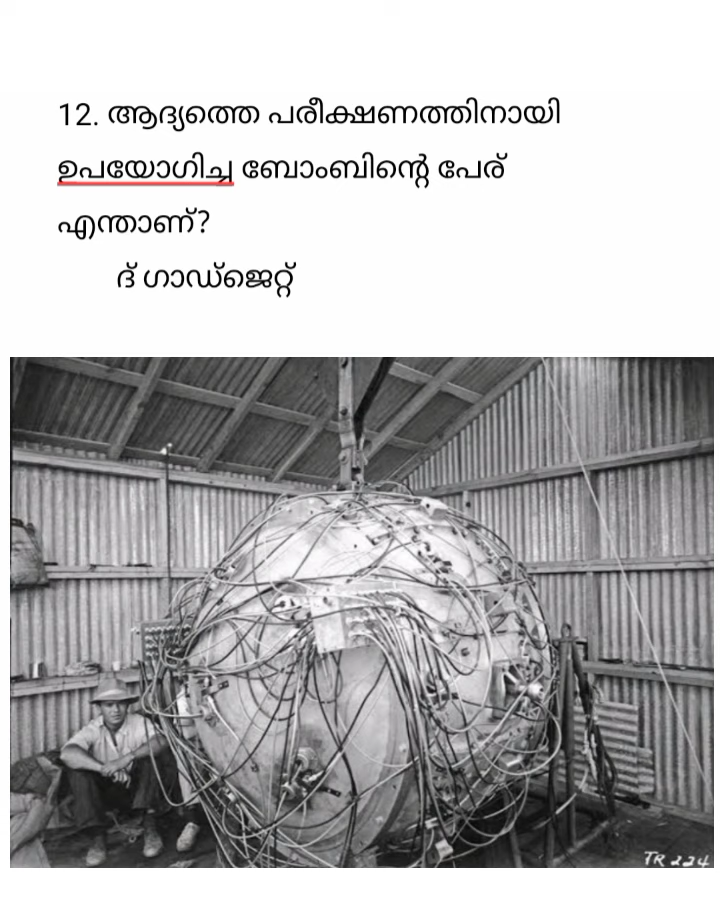 12. ആദ്യത്തെ പരീക്ഷണത്തിനായി
ഉപയോഗിച്ച ബോംബിന്റെ പേര്
എന്താണ്?
ദ് ഗാഡ്ജെറ്റ്
TR 224